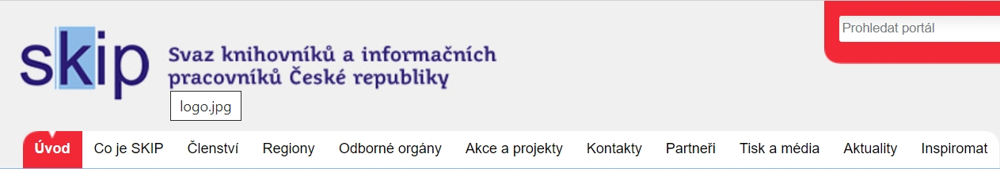 Prohledat portál
skip
Svaz knihovníků a informačních
pracovníků České republiky
logo.jpg
Úvod Co je SKIP Členství Regiony Odborné orgány Akce a projekty Kontakty Partneři Tisk a média Aktuality Inspiromat